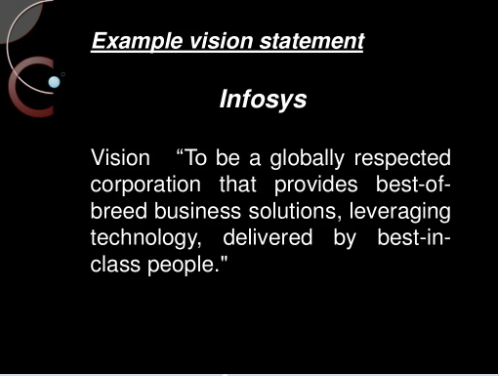 Example vision statement
Infosys
Vision “To be a globally respected
corporation that provides best-of-
breed business solutions, leveraging
technology, delivered by best-in-
class people."